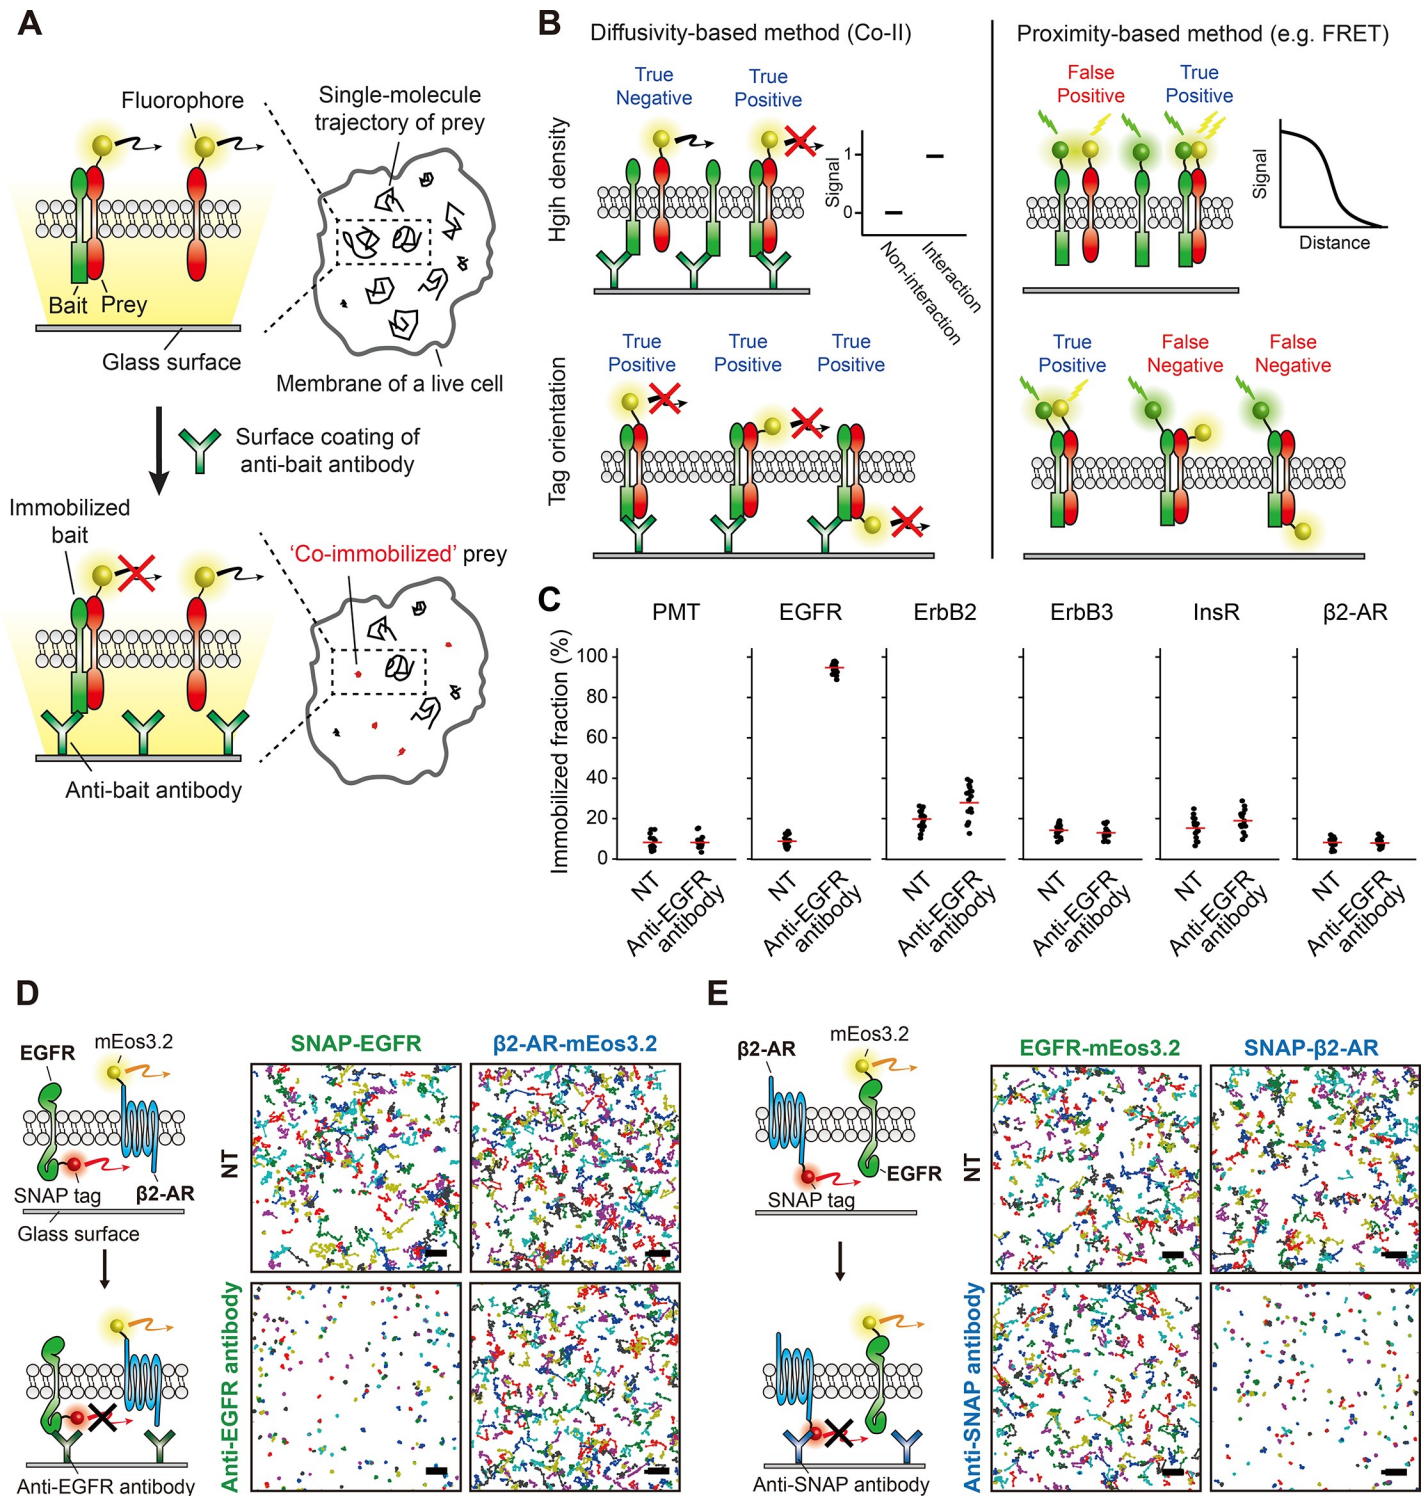 A
Fluorophore
Single-molecule
trajectory of prey
Bait
Prey
Glass surface
Membrane of a live cell
Surface coating of
anti-bait antibody
Immobilized
bait
‘Co-immobilized’ prey
Anti-bait antibody
B
Diffusivity-based method (Co-II)
Proximity-based method (e.g. FRET)
Hgih density
True
Negative
True
Positive
Signal
1
0
Non-interaction
Interaction
False
Positive
True
Positive
Signal
Distance
Tag orientation
True
Positive
True
Positive
True
Positive
True
Positive
False
Negative
False
Negative
C
PMT
EGFR
ErbB2
ErbB3
InsR
β2-AR
Immobilized fraction (%)
100
80
60
40
20
0
NT
Anti-EGFR
antibody
NT
Anti-EGFR
antibody
NT
Anti-EGFR
antibody
NT
Anti-EGFR
antibody
NT
Anti-EGFR
antibody
NT
Anti-EGFR
antibody
D
EGFR
mEos3.2
SNAP tag
β2-AR
Glass surface
Anti-EGFR antibody
SNAP-EGFR
β2-AR-mEos3.2
NT
Anti-EGFR antibody
E
β2-AR
mEos3.2
EGFR
SNAP tag
Anti-SNAP antibody
EGFR-mEos3.2
SNAP-β2-AR
NT
Anti-SNAP antibody